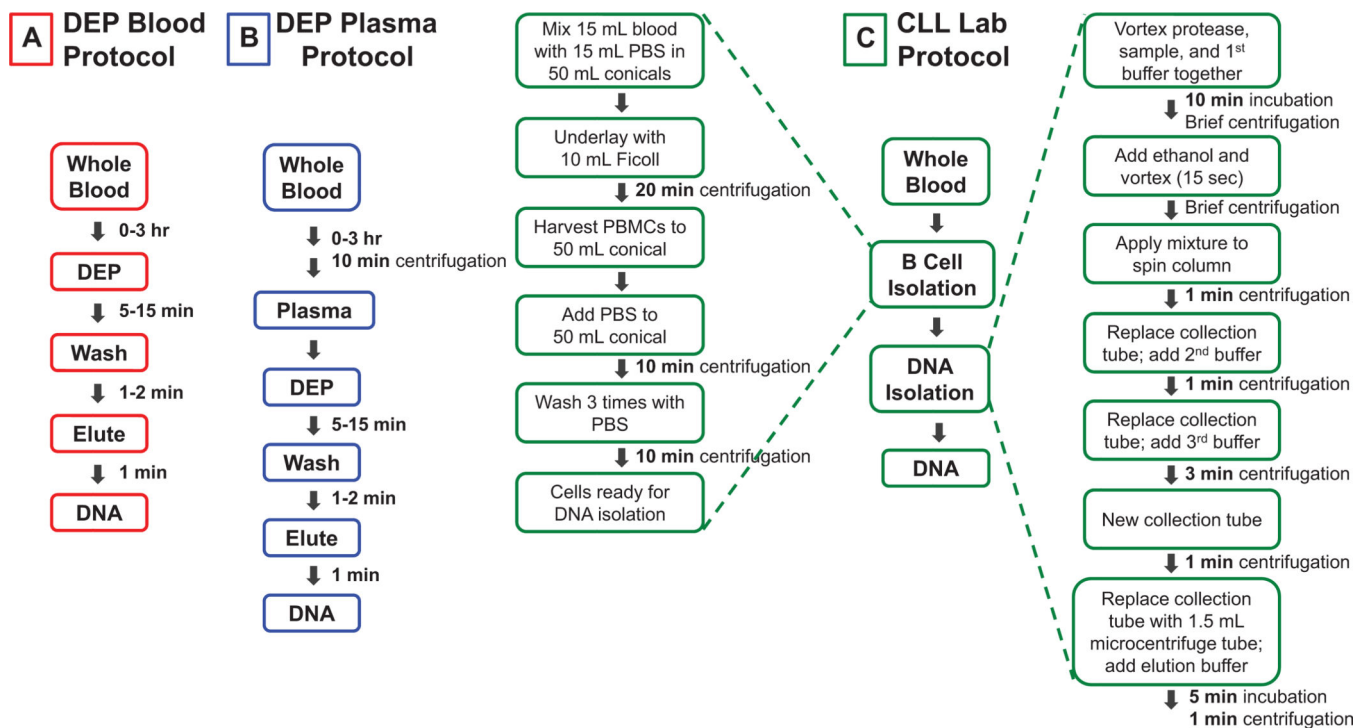 A
DEP Blood
Protocol
Whole
Blood
0-3 hr
DEP
5-15 min
Wash
1-2 min
Elute
1 min
DNA
B
DEP Plasma
Protocol
Whole
Blood
0-3 hr
10 min centrifugation
Plasma
DEP
5-15 min
Wash
1-2 min
Elute
1 min
DNA
Mix 15 mL blood
with 15 mL PBS in
50 mL conicals
Underlay with
10 mL Ficoll
20 min centrifugation
Harvest PBMCs to
50 mL conical
Add PBS to
50 mL conical
10 min centrifugation
Wash 3 times with
PBS
10 min centrifugation
Cells ready for
DNA isolation
C
CLL Lab
Protocol
Whole
Blood
B Cell
Isolation
DNA
Isolation
DNA
Vortex protease,
sample, and 1st
buffer together
10 min incubation
Brief centrifugation
Add ethanol and
vortex (15 sec)
Brief centrifugation
Apply mixture to
spin column
1 min centrifugation
Replace collection
tube; add 2nd buffer
1 min centrifugation
Replace collection
tube; add 3rd buffer
3 min centrifugation
New collection tube
1 min centrifugation
Replace collection
tube with 1.5 mL
microcentrifuge tube;
add elution buffer
5 min incubation
1 min centrifugation